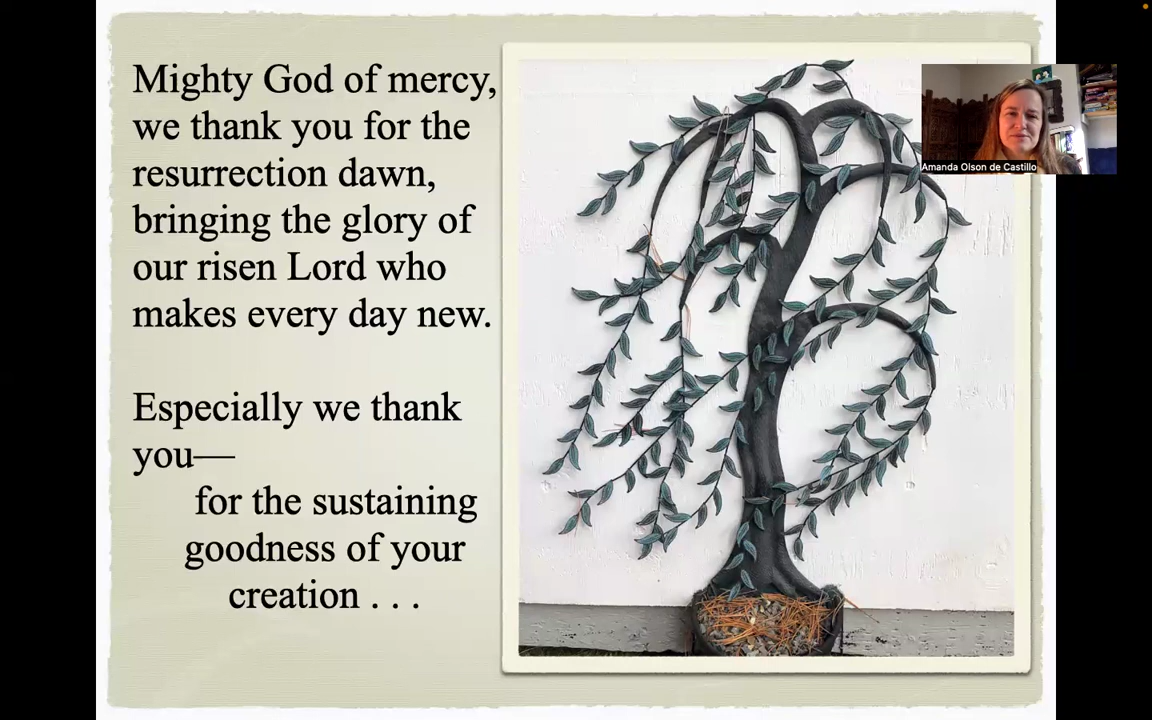 Mighty God of mercy,
we thank you for the
resurrection dawn,
bringing the glory of
our risen Lord who
makes every day new.
Especially we thank
you—
for the sustaining
goodness of your
creation . . .
Amanda Olson de Castillo